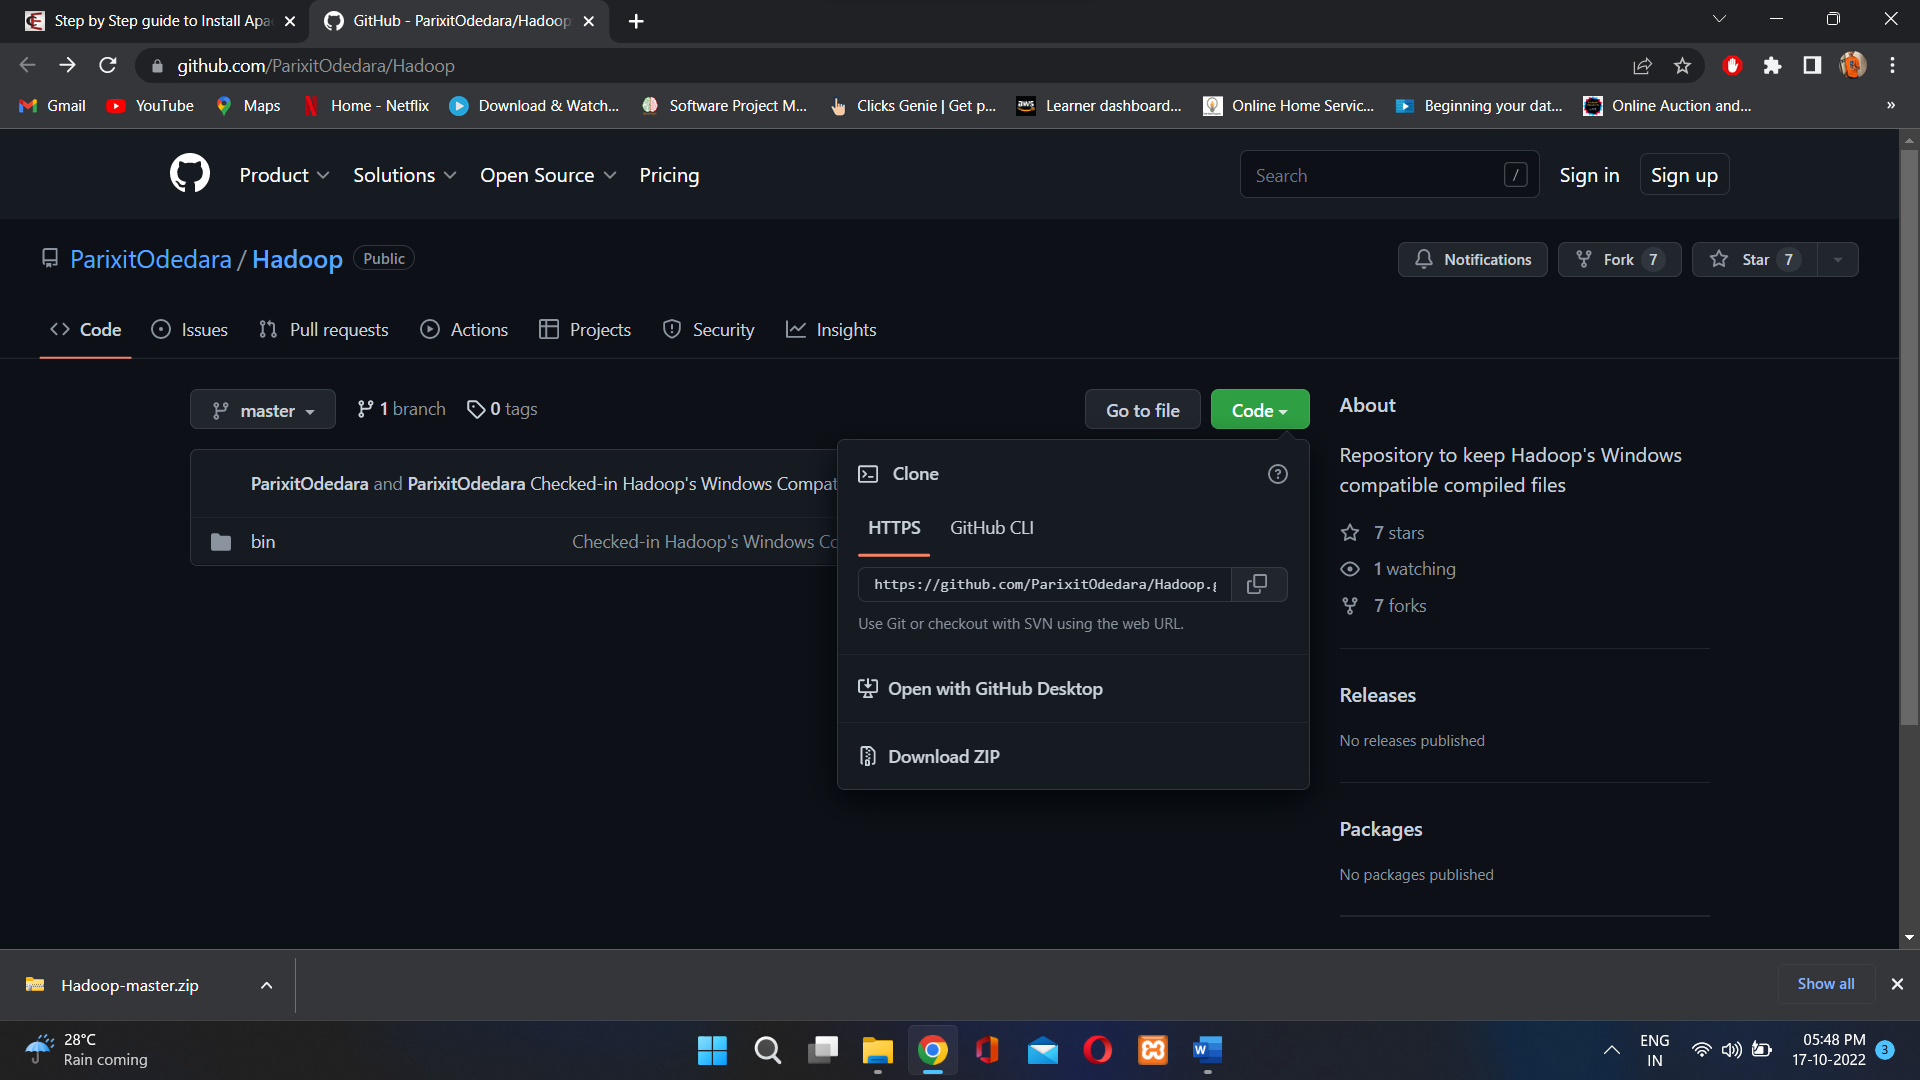 Step by Step guide to Install Apa
GitHub - ParixitOdedara/Hadoop
github.com/ParixitOdedara/Hadoop
Gmail YouTube Maps Home - Netflix Download & Watch... Software Project M... Clicks Genie | Get p... aws Learner dashboard... Online Home Servic... Beginning your dat... Online Auction and... »
Product Solutions Open Source Pricing Search / Sign in Sign up
ParixitOdedara / Hadoop Public Notifications Fork 7 Star 7
Code Issues Pull requests Actions Projects Security Insights
master 1 branch 0 tags Go to file Code
ParixitOdedara and ParixitOdedara Checked-in Hadoop's Windows Compat
bin Checked-in Hadoop's Windows Co
Clone
HTTPS GitHub CLI
https://github.com/ParixitOdedara/Hadoop.g
Use Git or checkout with SVN using the web URL.
Open with GitHub Desktop
Download ZIP
About
Repository to keep Hadoop's Windows
compatible compiled files
7 stars
1 watching
7 forks
Releases
No releases published
Packages
No packages published
Hadoop-master.zip Show all
28°C
Rain coming
ENG
IN
05:48 PM
17-10-2022
3